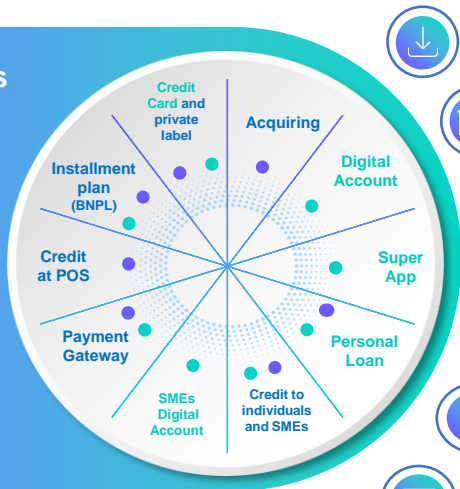 s
Credit
Card and
private
label
Acquiring
Digital
Account
Super
App
Personal
Loan
Credit to
individuals
and SMEs
SMEs
Digital
Account
Payment
Gateway
Credit
at POS
Installment
plan
(BNPL)